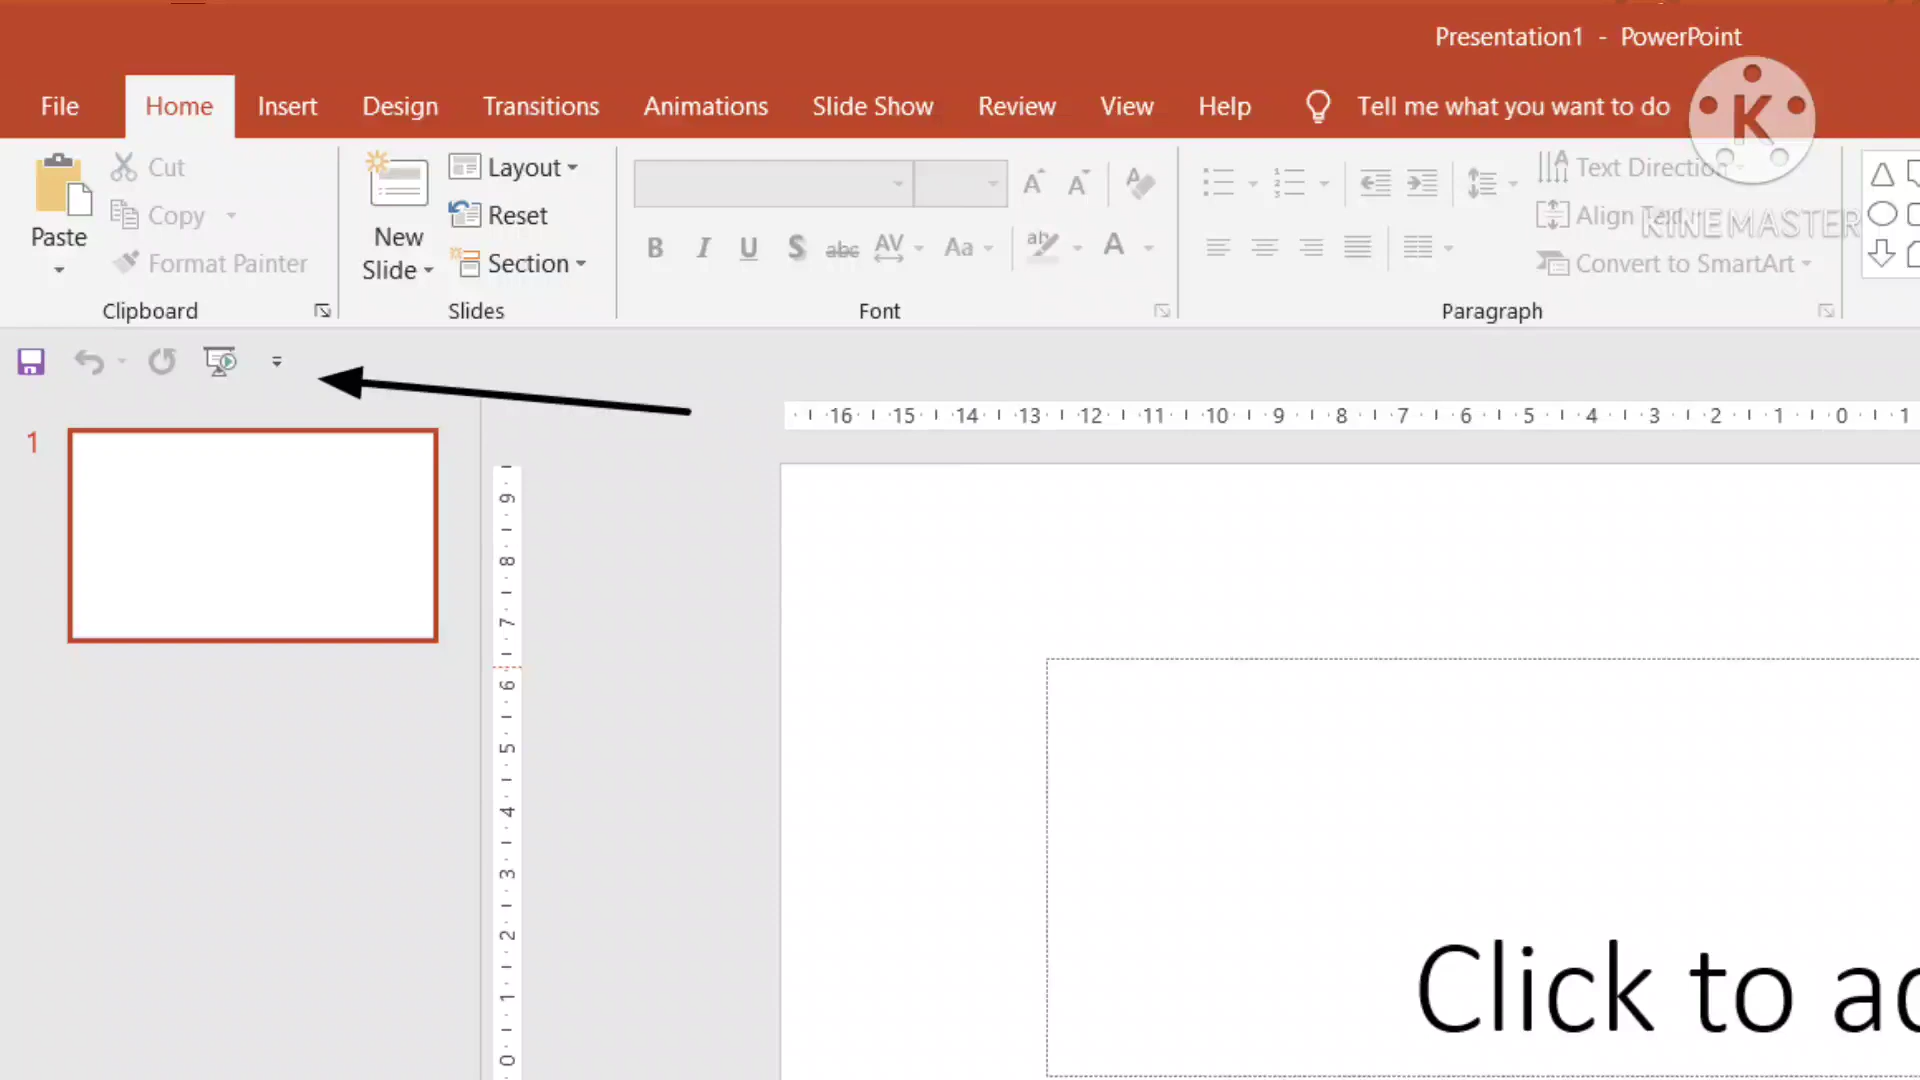 Presentation1 - PowerPoint
File Home Insert Design Transitions Animations Slide Show Review View Help Tell me what you want to do
K
KINEMASTER
Paste
Cut
Copy
Format Painter
Clipboard
New Slide
Layout
Reset
Section
Slides
B I U S abc AV Aa ab A
A A A
Font
Text Direction
Align Text
Convert to SmartArt
Paragraph
1
16 15 14 13 12 11 10 9 8 7 6 5 4 3 2 1 0 1
9
8
7
6
5
4
3
2
1
0
Click to ad